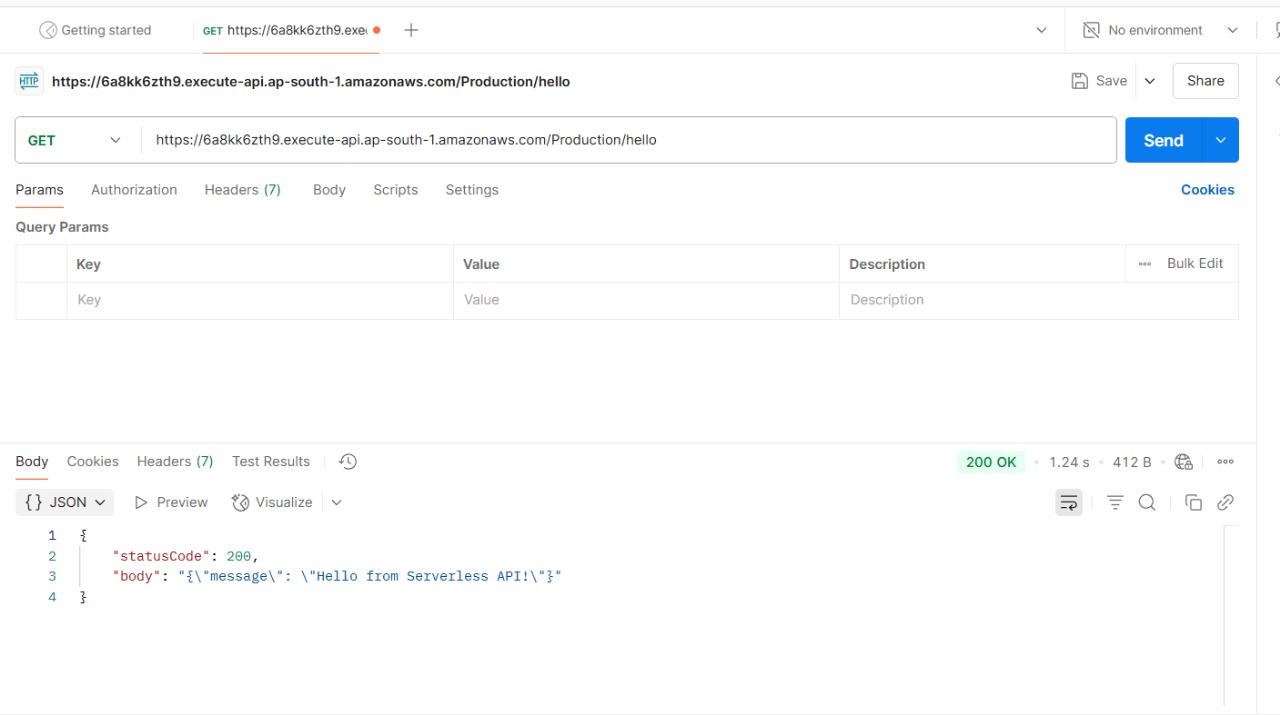 Getting started GET https://6a8kk6zth9.exec No environment
HTTP https://6a8kk6zth9.execute-api.ap-south-1.amazonaws.com/Production/hello Save Share
GET https://6a8kk6zth9.execute-api.ap-south-1.amazonaws.com/Production/hello Send
Params Authorization Headers (7) Body Scripts Settings Cookies
Query Params
Key Value Description Bulk Edit
Key Value Description
Body Cookies Headers (7) Test Results 200 OK 1.24 s 412 B
{} JSON Preview Visualize
1 {
2 "statusCode": 200,
3 "body": "{\"message\": \"Hello from Serverless API!\"}"
4 }